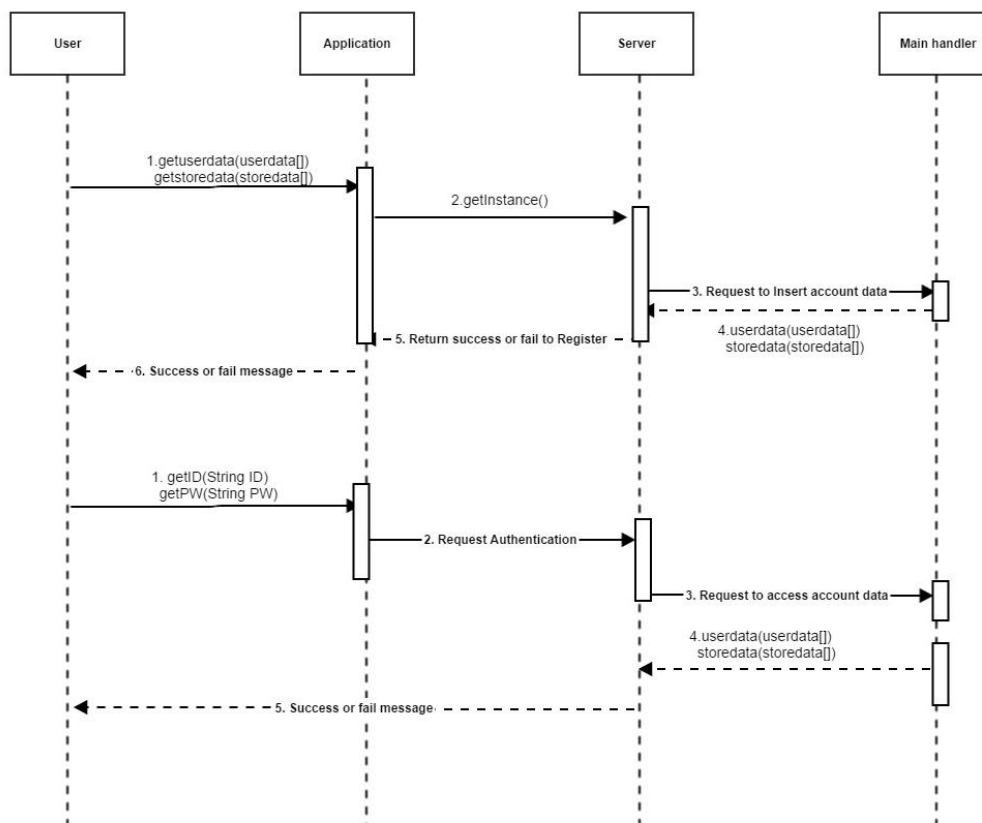 User
Application
Server
Main handler
1.getuserdata(userdata[])
getstoredata(storedata[])
2.getInstance()
3. Request to Insert account data
4.userdata(userdata[])
storedata(storedata[])
5. Return success or fail to Register
6. Success or fail message
1. getID(String ID)
getPW(String PW)
2. Request Authentication
3. Request to access account data
4.userdata(userdata[])
storedata(storedata[])
5. Success or fail message